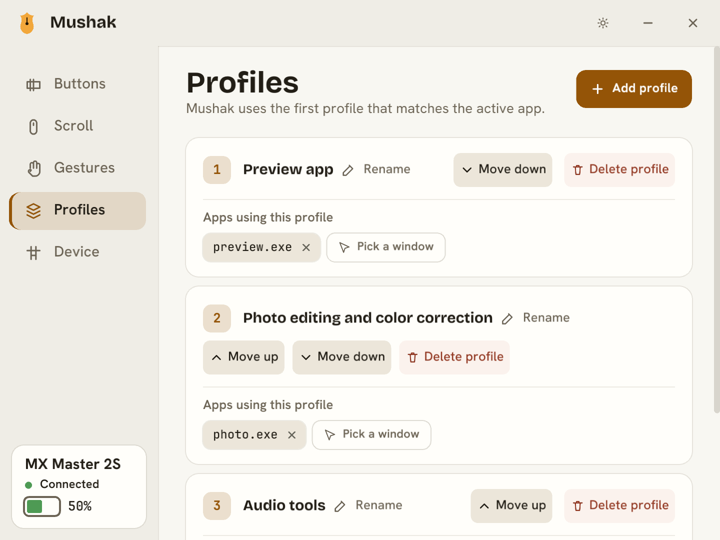 Mushak
Buttons
Scroll
Gestures
Profiles
Device
MX Master 2S
Connected
50%
Profiles
Mushak uses the first profile that matches the active app.
Add profile
1 Preview app Rename Move down Delete profile
Apps using this profile
preview.exe × Pick a window
2 Photo editing and color correction Rename
Move up Move down Delete profile
Apps using this profile
photo.exe × Pick a window
3 Audio tools Rename Move up Delete profile